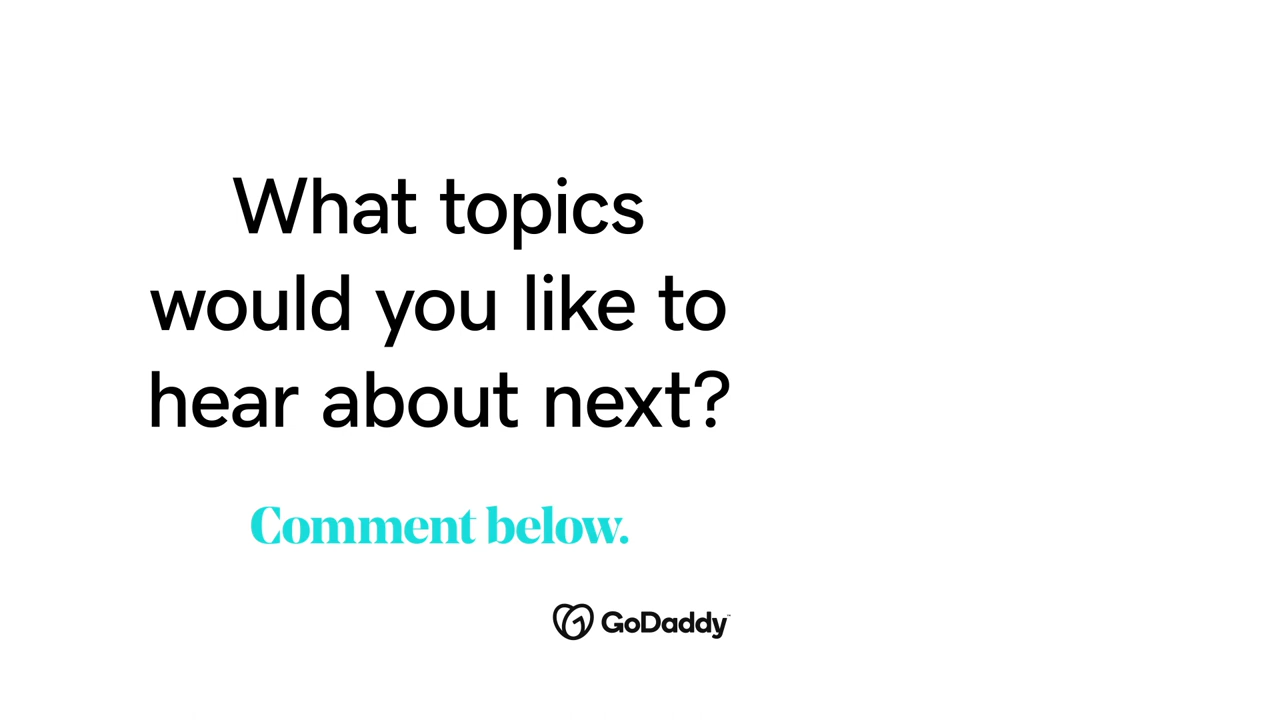 What topics
would you like to
hear about next?
Comment below.
GoDaddy